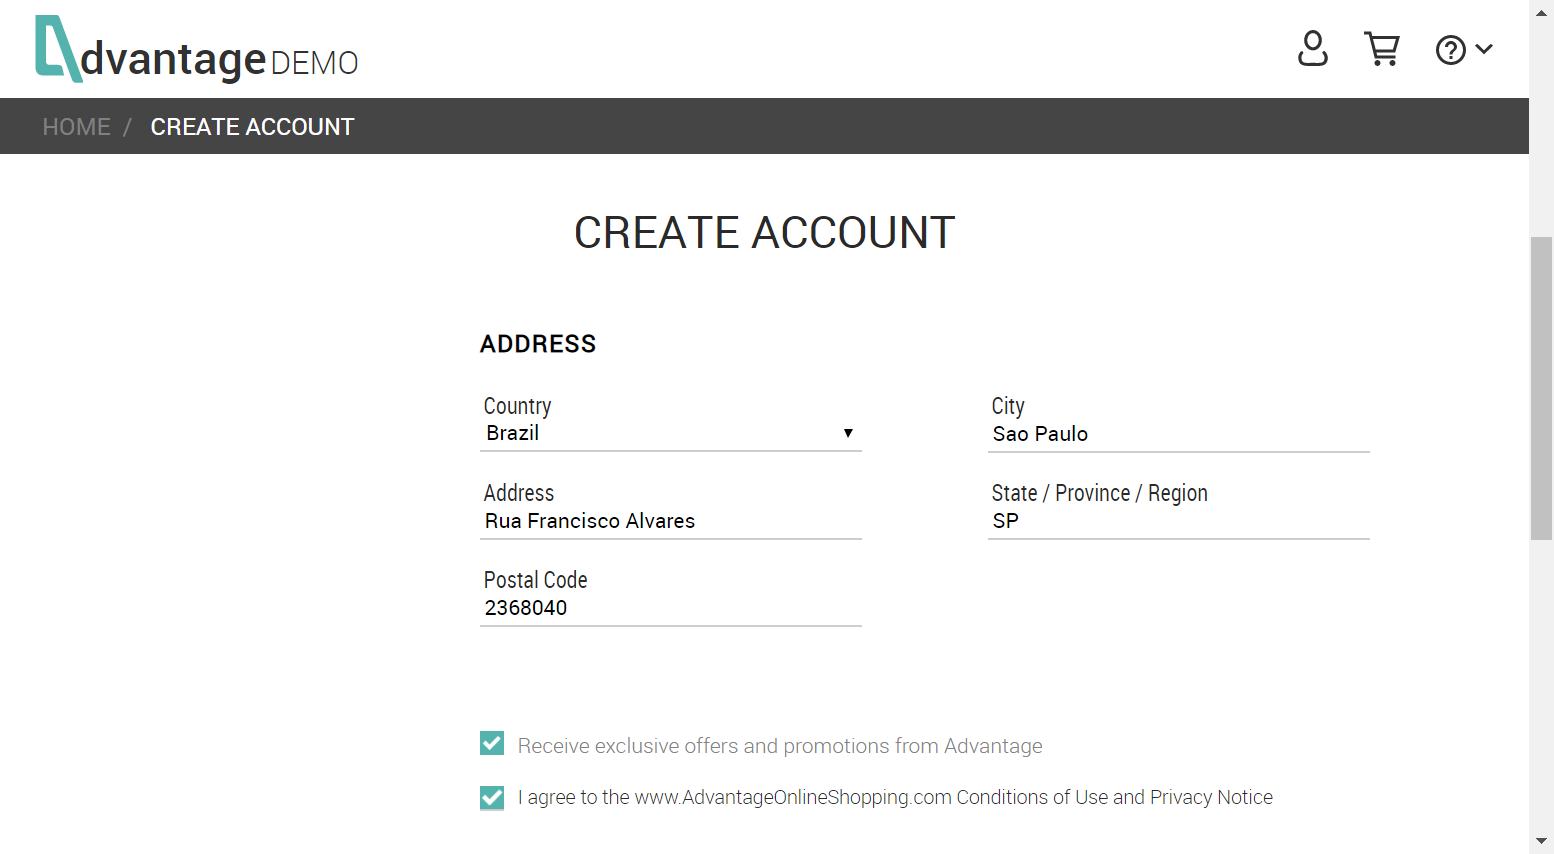 dvantage DEMO
HOME / CREATE ACCOUNT
CREATE ACCOUNT
ADDRESS
Country
Brazil
City
Sao Paulo
Address
Rua Francisco Alvares
State / Province / Region
SP
Postal Code
2368040
Receive exclusive offers and promotions from Advantage
I agree to the www.AdvantageOnlineShopping.com Conditions of Use and Privacy Notice